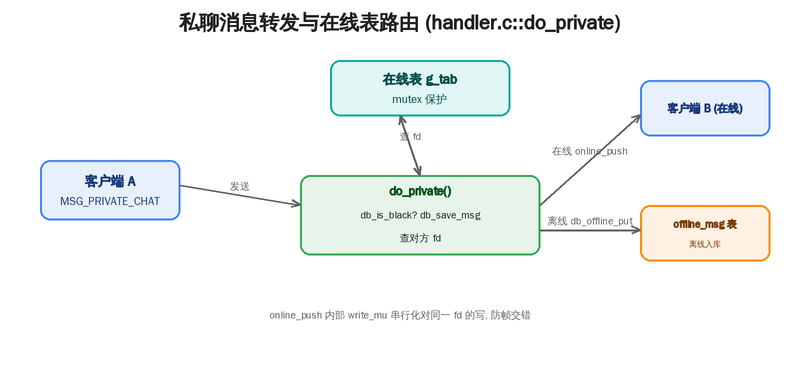 私聊消息转发与在线表路由 (handler.c::do_private)
在线表 g_tab
mutex 保护
客户端 B (在线)
查 fd
在线 online_push
客户端 A
MSG_PRIVATE_CHAT
发送
do_private()
db_is_black? db_save_msg
查对方 fd
离线 db_offline_put
offline_msg 表
离线入库
online_push 内部 write_mu 串行化对同一 fd 的写, 防帧交错